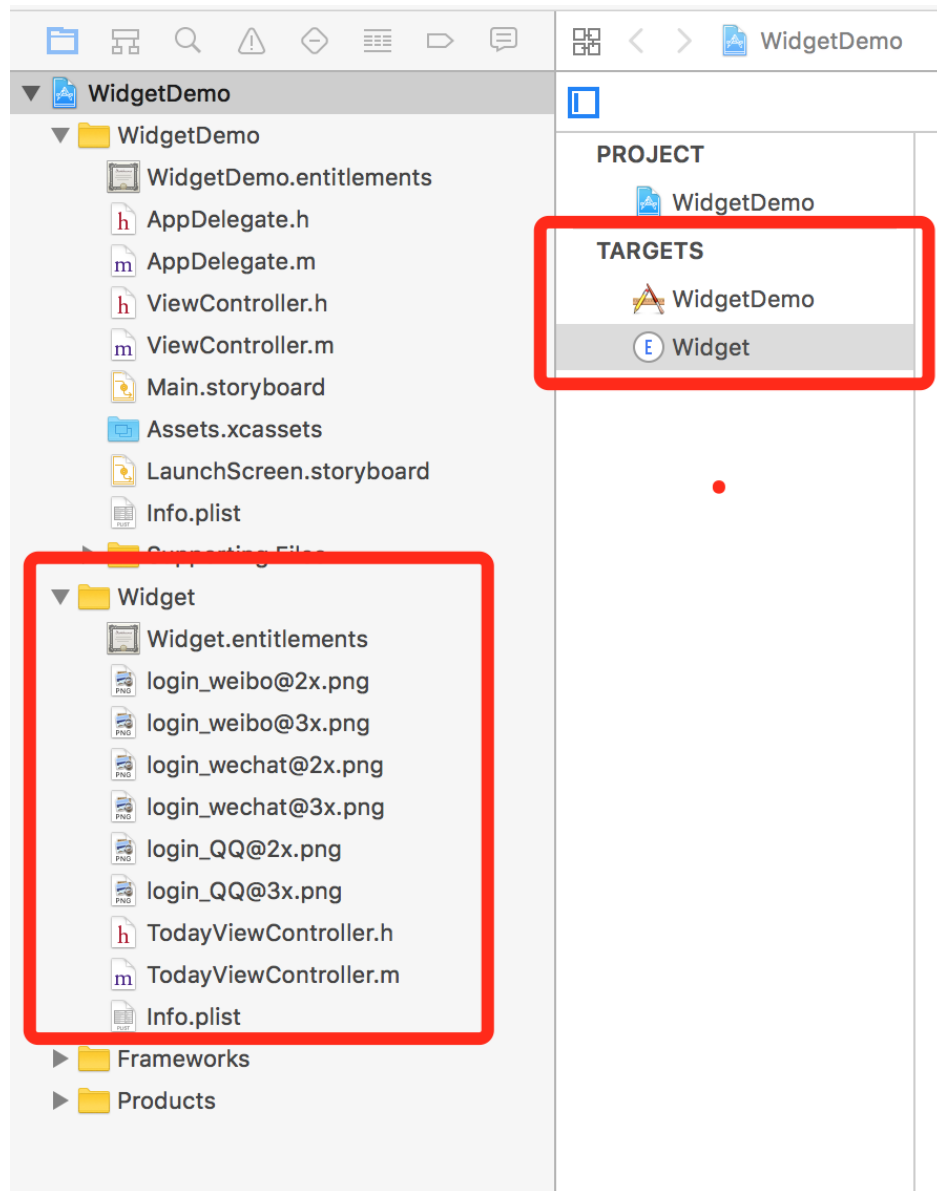 WidgetDemo
WidgetDemo
WidgetDemo
WidgetDemo.entitlements
h AppDelegate.h
m AppDelegate.m
h ViewController.h
m ViewController.m
Main.storyboard
Assets.xcassets
LaunchScreen.storyboard
Info.plist
Supporting Files
Widget
Widget.entitlements
login_weibo@2x.png
login_weibo@3x.png
login_wechat@2x.png
login_wechat@3x.png
login_QQ@2x.png
login_QQ@3x.png
h TodayViewController.h
m TodayViewController.m
Info.plist
Frameworks
Products
PROJECT
WidgetDemo
TARGETS
WidgetDemo
E Widget